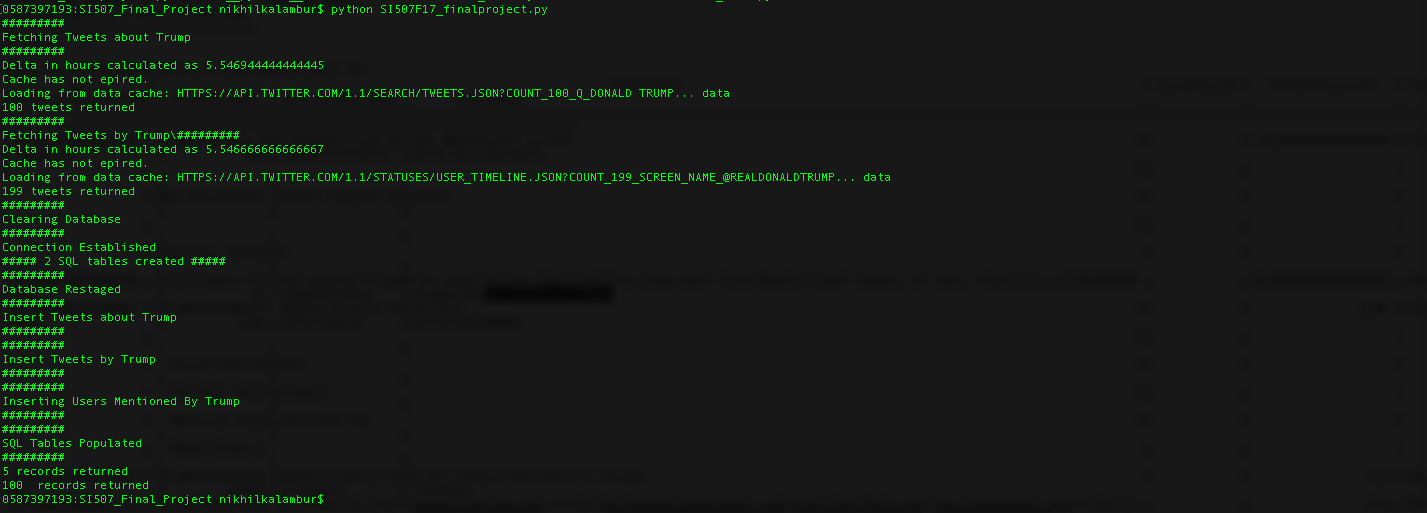 0587397193:SI507_Final_Project nikhilkalambur$ python SI507F17_finalproject.py
#########
Fetching Tweets about Trump
#########
Delta in hours calculated as 5.546944444444445
Cache has not epired.
Loading from data cache: HTTPS://API.TWITTER.COM/1.1/SEARCH/TWEETS.JSON?COUNT_100_Q_DONALD TRUMP... data
100 tweets returned
#########
Fetching Tweets by Trump\#########
Delta in hours calculated as 5.546666666666667
Cache has not epired.
Loading from data cache: HTTPS://API.TWITTER.COM/1.1/STATUSES/USER_TIMELINE.JSON?COUNT_199_SCREEN_NAME_@REALDONALDTRUMP... data
199 tweets returned
#########
Clearing Database
#########
Connection Established
##### 2 SQL tables created #####
#########
Database Restaged
#########
Insert Tweets about Trump
#########
#########
Insert Tweets by Trump
#########
#########
Inserting Users Mentioned By Trump
#########
#########
SQL Tables Populated
#########
5 records returned
100  records returned
0587397193:SI507_Final_Project nikhilkalambur$